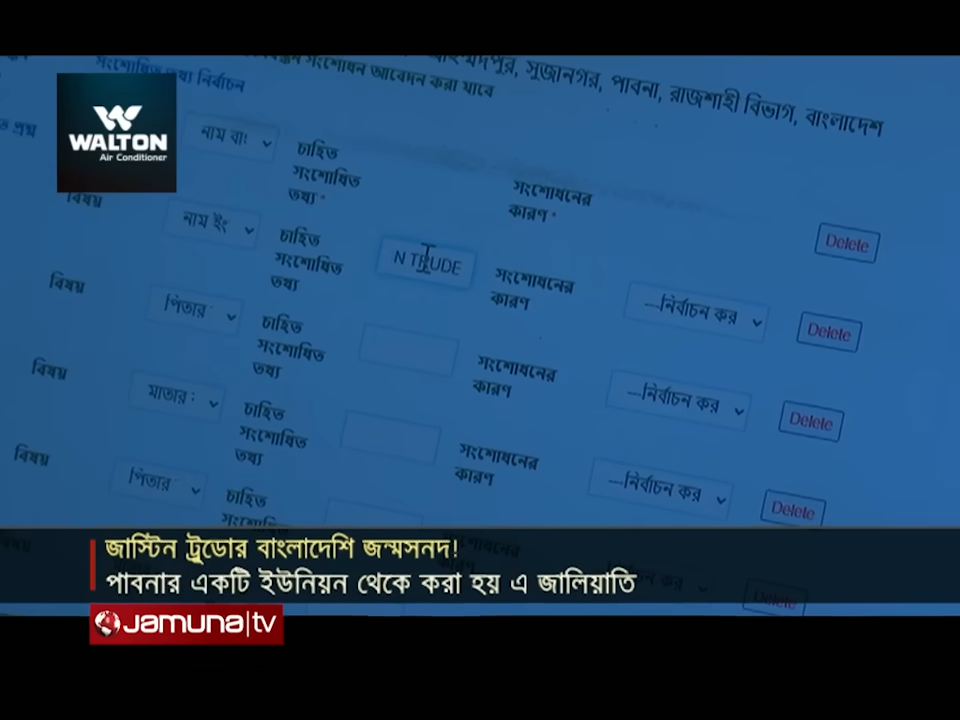 আহম্মদপুর, সুজানগর, পাবনা, রাজশাহী বিভাগ, বাংলাদেশ
সংশোধন আবেদন করা যাবে
সংশোধিত তথ্য নির্বাচন
WALTON
Air Conditioner
নাম বাং
চাহিত
সংশোধিত
তথ্য *
সংশোধনের
কারণ *
Delete
বিষয়
নাম ইং
চাহিত
সংশোধিত
তথ্য
N TRUDE
সংশোধনের
কারণ
---নির্বাচন কর
Delete
বিষয়
পিতার
চাহিত
সংশোধিত
তথ্য
সংশোধনের
কারণ
---নির্বাচন কর
Delete
বিষয়
মাতার
চাহিত
সংশোধিত
তথ্য
সংশোধনের
কারণ
---নির্বাচন কর
Delete
বিষয়
পিতার
চাহিত
সংশোধিত
Delete
জাস্টিন ট্রুডোর বাংলাদেশি জন্মসনদ!
পাবনার একটি ইউনিয়ন থেকে করা হয় এ জালিয়াতি
Jamuna|tv